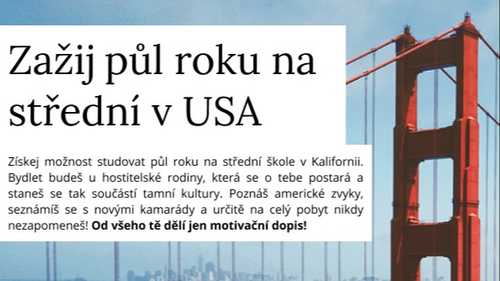 Zažij půl roku na
střední v USA
Získej možnost studovat půl roku na střední škole v Kalifornii.
Bydlet budeš u hostitelské rodiny, která se o tebe postará a
staneš se tak součástí tamní kultury. Poznáš americké zvyky,
seznámíš se s novými kamarády a určitě na celý pobyt nikdy
nezapomeneš! Od všeho tě dělí jen motivační dopis!